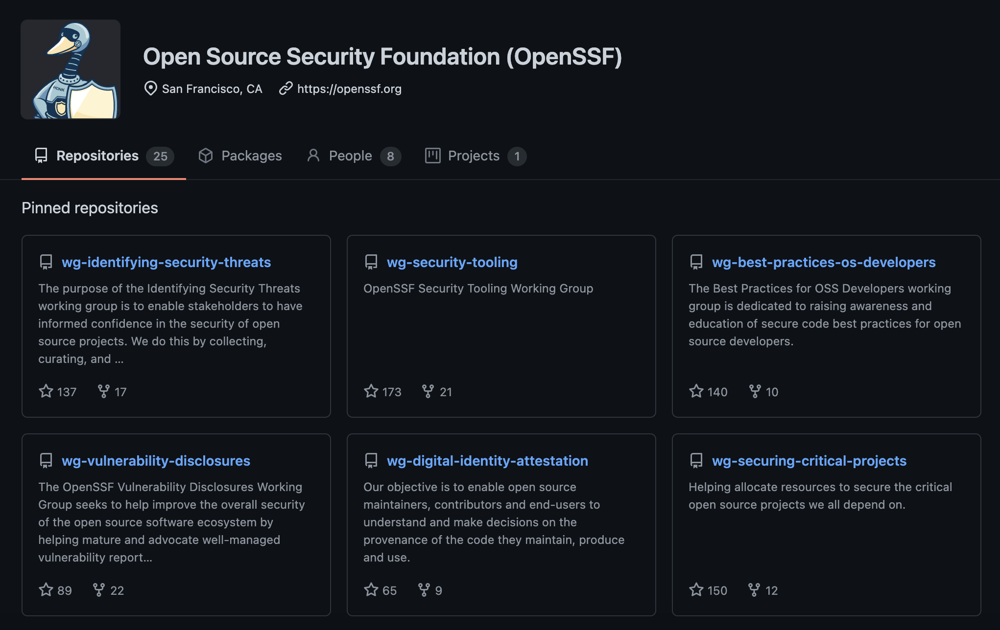 HONK
Open Source Security Foundation (OpenSSF)
San Francisco, CA https://openssf.org
Repositories 25 Packages People 8 Projects 1
Pinned repositories
wg-identifying-security-threats
The purpose of the Identifying Security Threats
working group is to enable stakeholders to have
informed confidence in the security of open
source projects. We do this by collecting,
curating, and ...
137 17
wg-security-tooling
OpenSSF Security Tooling Working Group
173 21
wg-best-practices-os-developers
The Best Practices for OSS Developers working
group is dedicated to raising awareness and
education of secure code best practices for open
source developers.
140 10
wg-vulnerability-disclosures
The OpenSSF Vulnerability Disclosures Working
Group seeks to help improve the overall security
of the open source software ecosystem by
helping mature and advocate well-managed
vulnerability report...
89 22
wg-digital-identity-attestation
Our objective is to enable open source
maintainers, contributors and end-users to
understand and make decisions on the
provenance of the code they maintain, produce
and use.
65 9
wg-securing-critical-projects
Helping allocate resources to secure the critical
open source projects we all depend on.
150 12